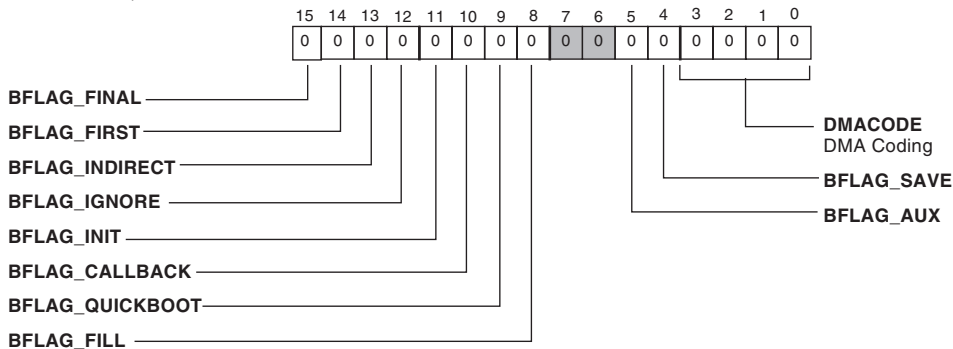 15 14 13 12 11 10 9 8 7 6 5 4 3 2 1 0
0 0 0 0 0 0 0 0 0 0 0 0 0 0 0 0
BFLAG_FINAL
BFLAG_FIRST
BFLAG_INDIRECT
BFLAG_IGNORE
BFLAG_INIT
BFLAG_CALLBACK
BFLAG_QUICKBOOT
BFLAG_FILL
DMACODE
DMA Coding
BFLAG_SAVE
BFLAG_AUX